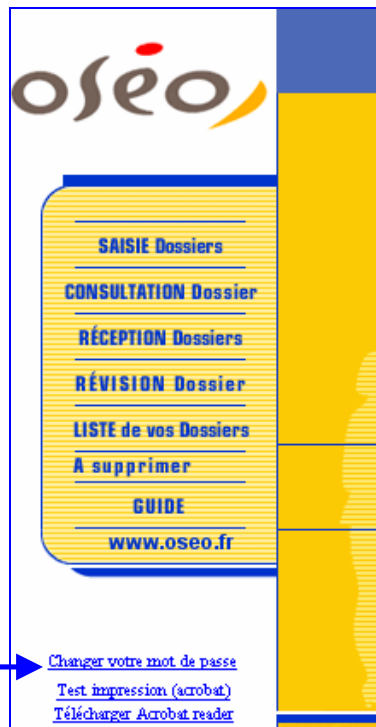 oséo
SAISIE Dossiers
CONSULTATION Dossier
RÉCEPTION Dossiers
RÉVISION Dossier
LISTE de vos Dossiers
A supprimer
GUIDE
www.oseo.fr
Changer votre mot de passe
Test impression (acrobat)
Télécharger Acrobat reader